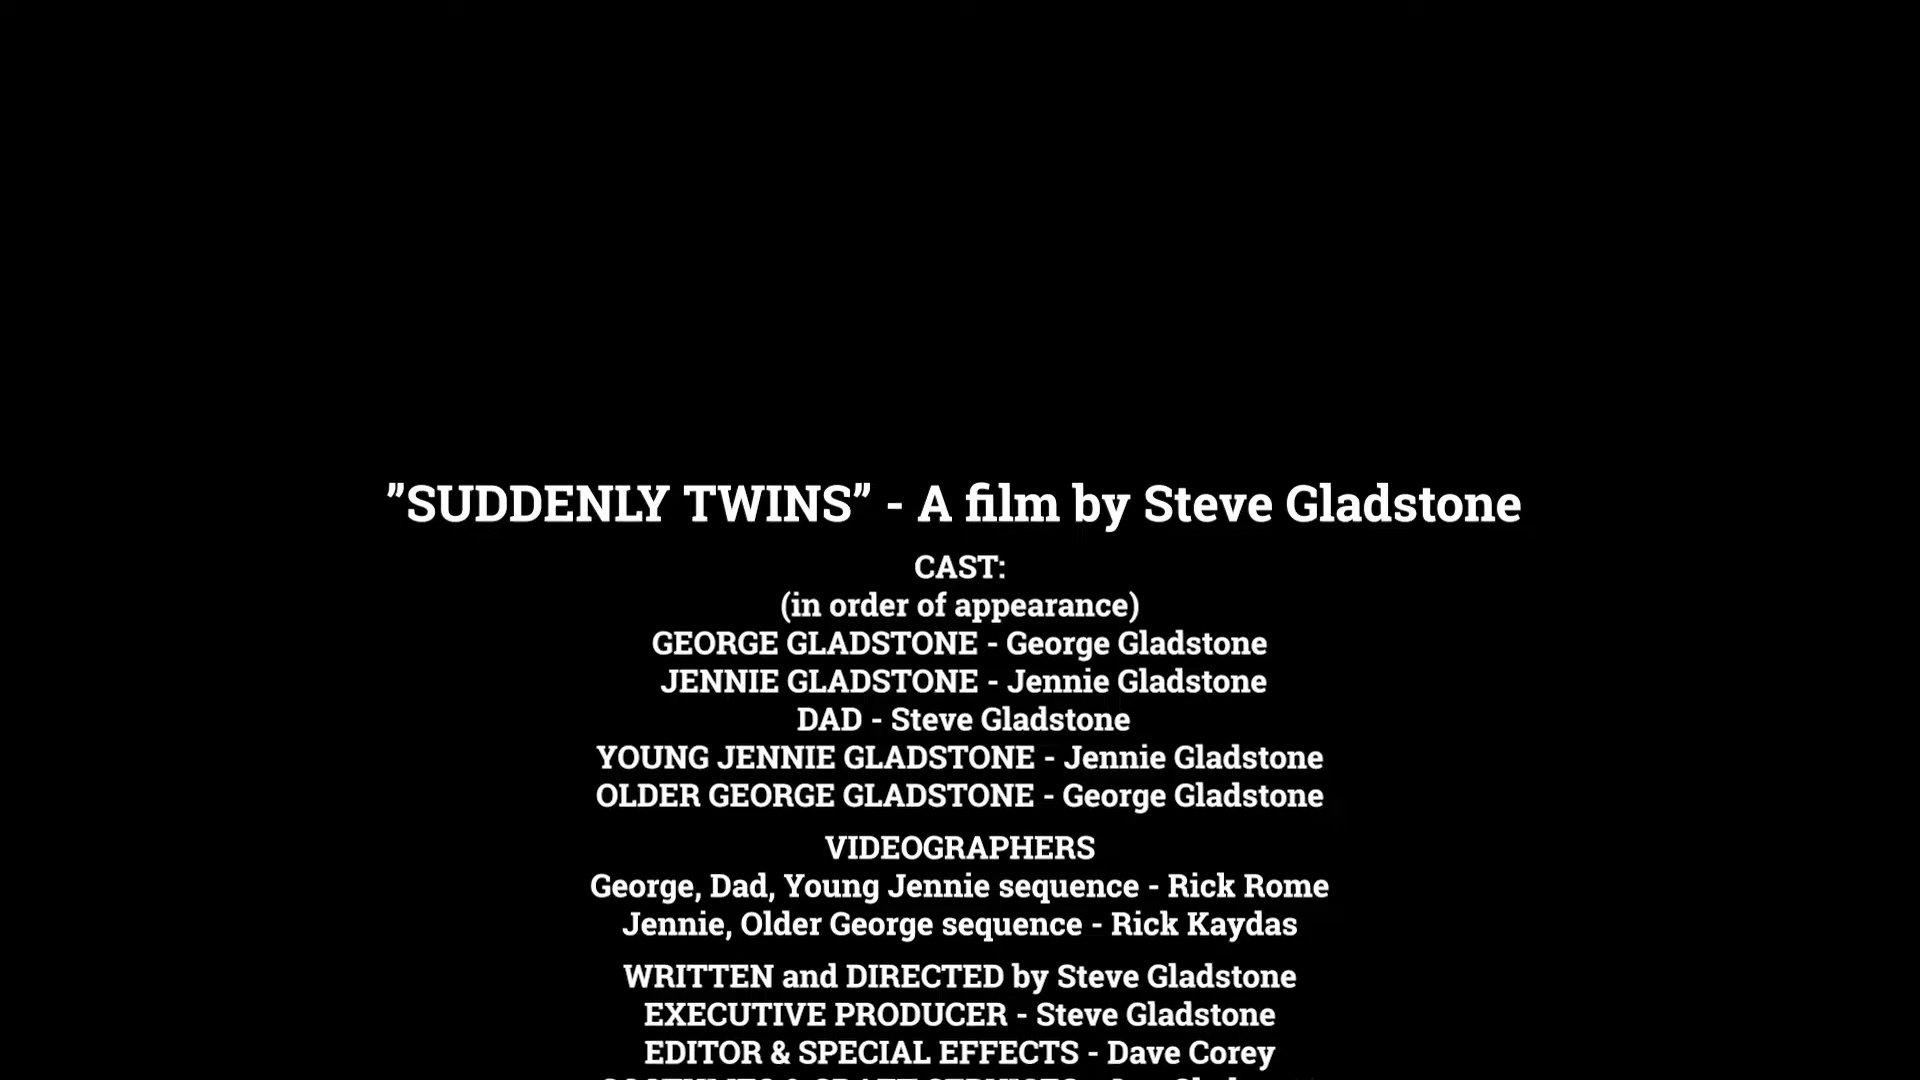 ”SUDDENLY TWINS” - A film by Steve Gladstone
CAST:
(in order of appearance)
GEORGE GLADSTONE - George Gladstone
JENNIE GLADSTONE - Jennie Gladstone
DAD - Steve Gladstone
YOUNG JENNIE GLADSTONE - Jennie Gladstone
OLDER GEORGE GLADSTONE - George Gladstone
VIDEOGRAPHERS
George, Dad, Young Jennie sequence - Rick Rome
Jennie, Older George sequence - Rick Kaydas
WRITTEN and DIRECTED by Steve Gladstone
EXECUTIVE PRODUCER - Steve Gladstone
EDITOR & SPECIAL EFFECTS - Dave Corey